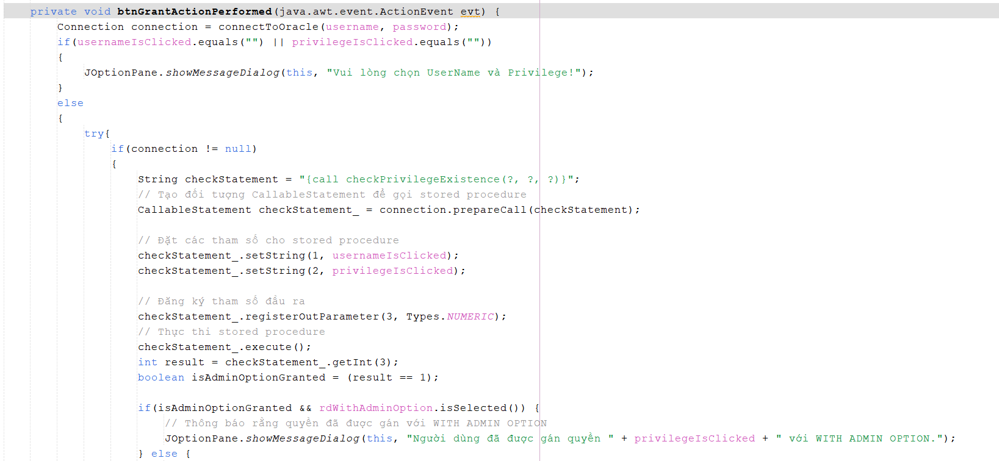 private void btnGrantActionPerformed(java.awt.event.ActionEvent evt) {
Connection connection = connectToOracle(username, password);
if(usernameIsClicked.equals("") || privilegeIsClicked.equals(""))
{
JOptionPane.showMessageDialog(this, "Vui lòng chọn UserName và Privilege!");
}
else
{
try{
if(connection != null)
{
String checkStatement = "{call checkPrivilegeExistence(?, ?, ?)}";
// Tạo đối tượng CallableStatement để gọi stored procedure
CallableStatement checkStatement_ = connection.prepareCall(checkStatement);
// Đặt các tham số cho stored procedure
checkStatement_.setString(1, usernameIsClicked);
checkStatement_.setString(2, privilegeIsClicked);
// Đăng ký tham số đầu ra
checkStatement_.registerOutParameter(3, Types.NUMERIC);
// Thực thi stored procedure
checkStatement_.execute();
int result = checkStatement_.getInt(3);
boolean isAdminOptionGranted = (result == 1);
if(isAdminOptionGranted && rdWithAdminOption.isSelected()) {
// Thông báo rằng quyền đã được gán với WITH ADMIN OPTION
JOptionPane.showMessageDialog(this, "Người dùng đã được gán quyền " + privilegeIsClicked + " với WITH ADMIN OPTION.");
} else {